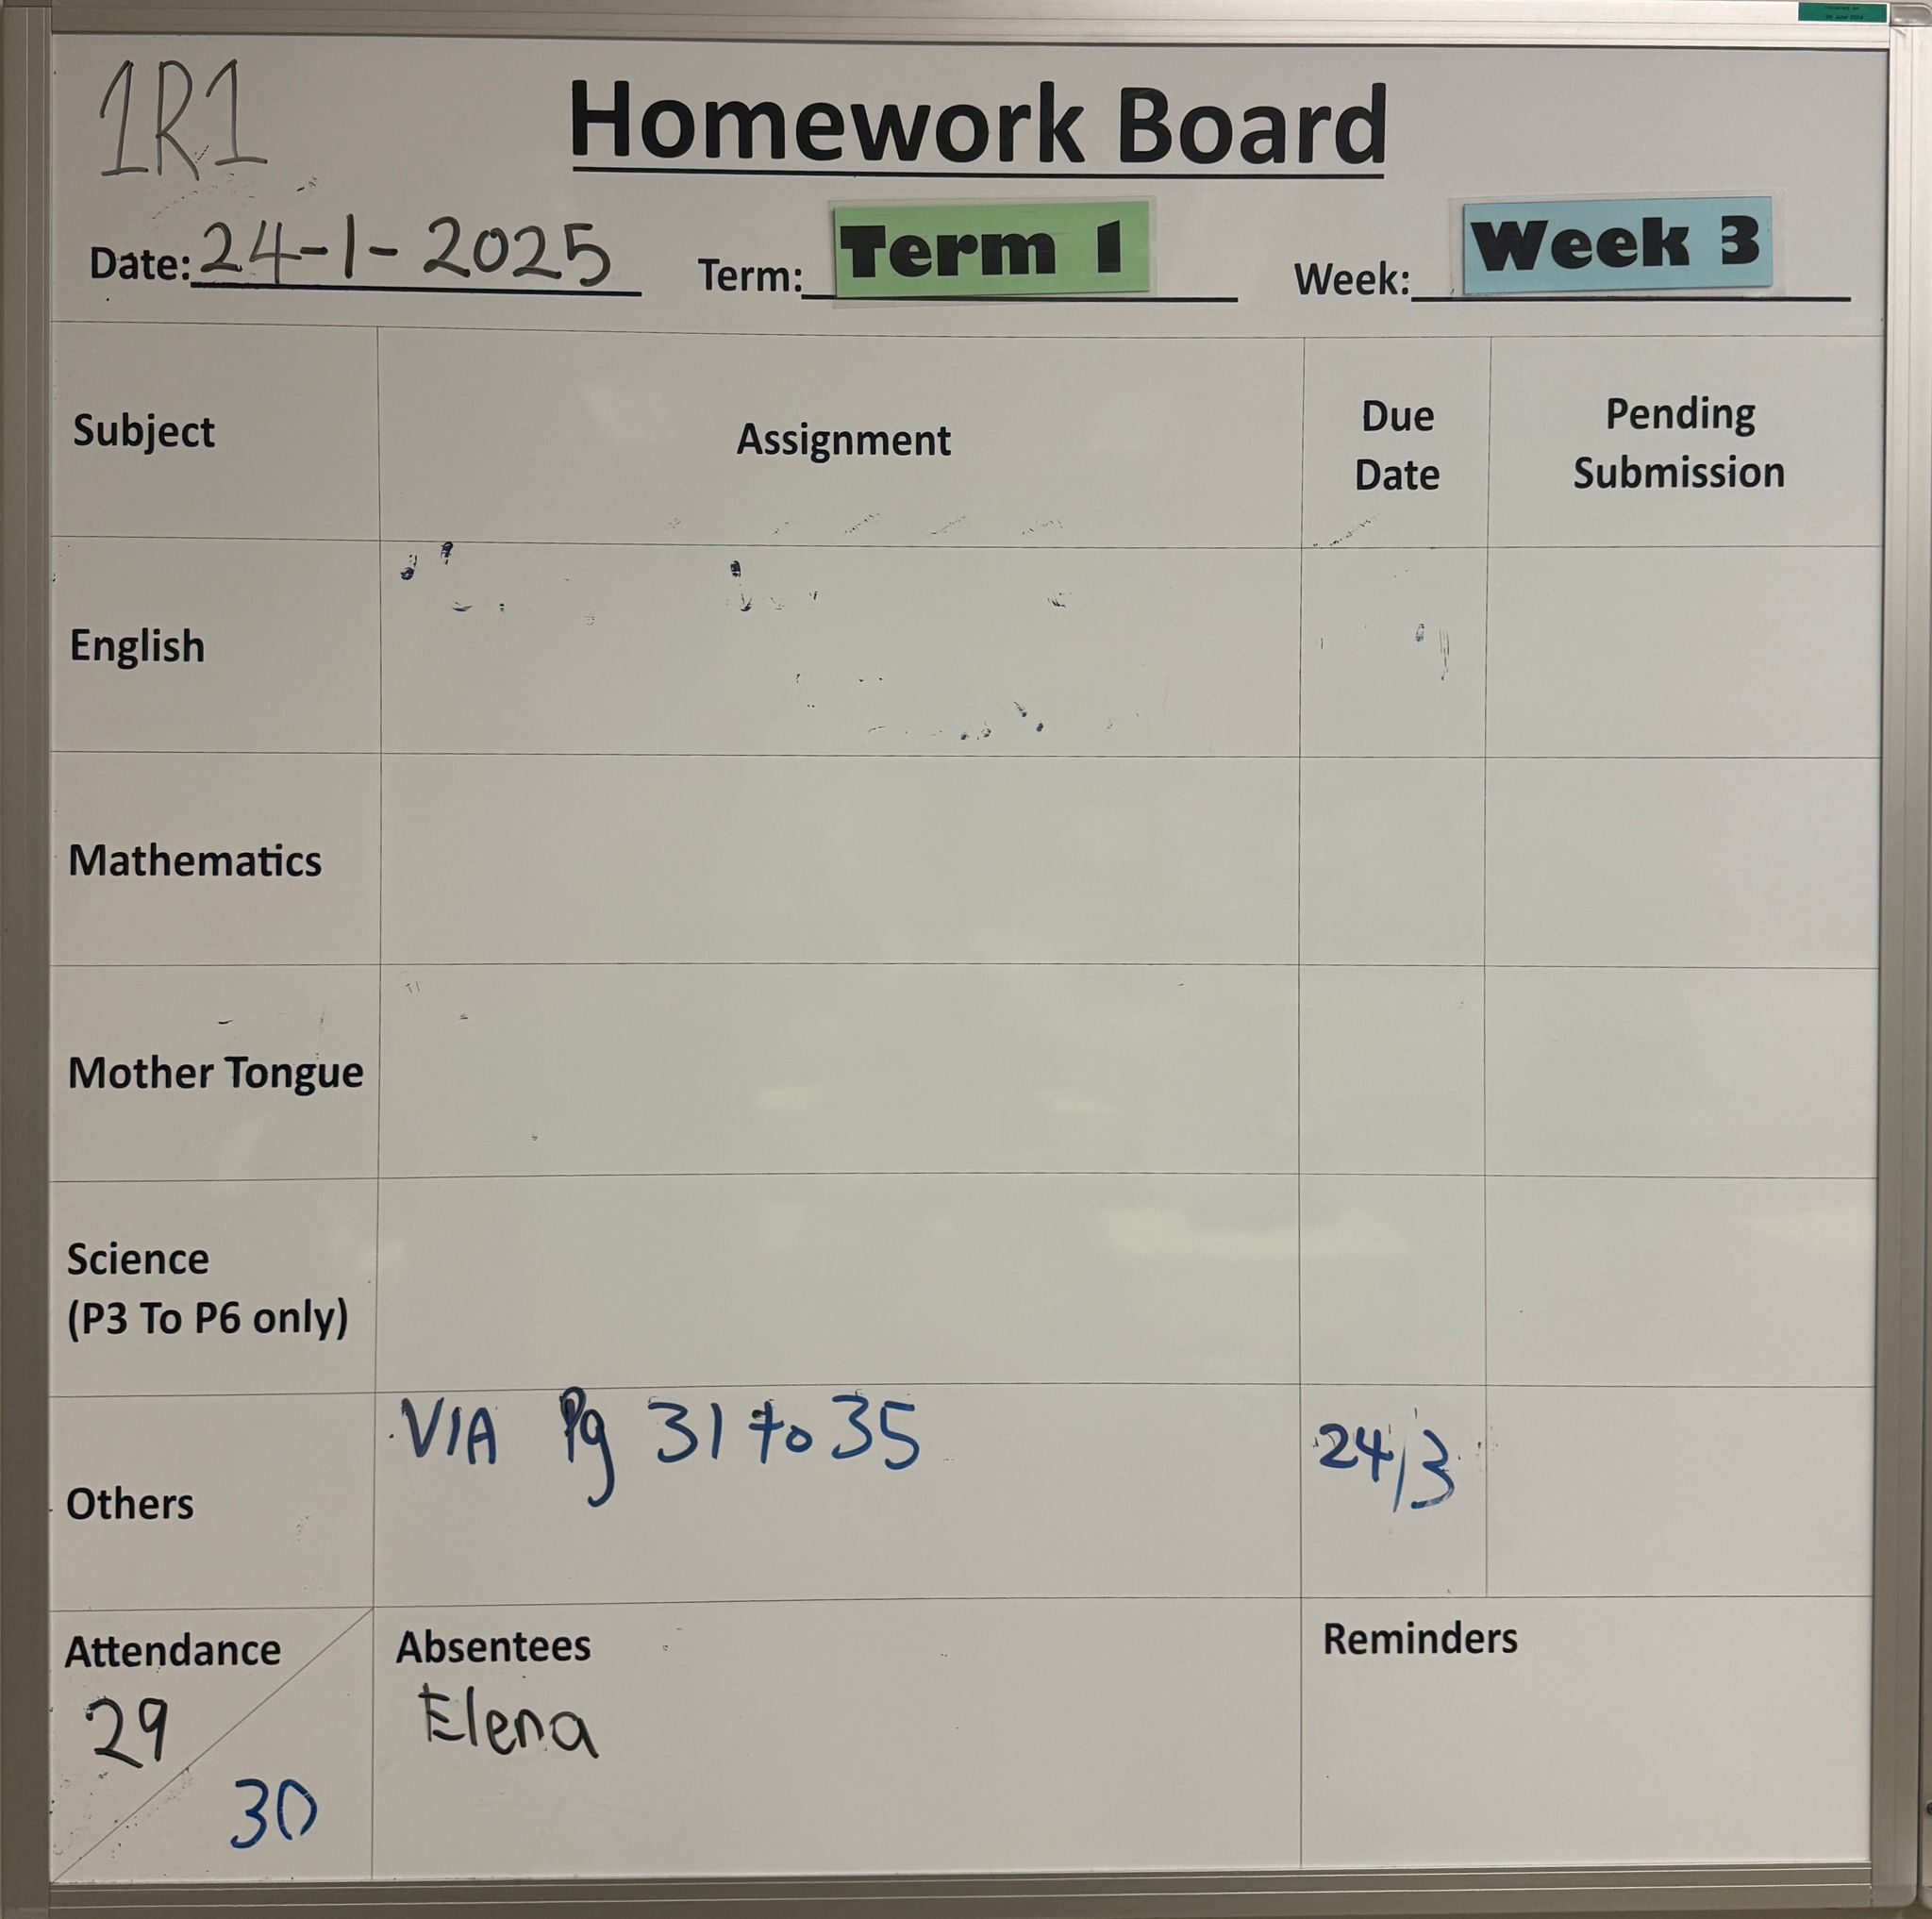 1R1
Homework Board
Date: 24-1-2025 Term: Term 1 Week: Week 3
Subject Assignment Due Date Pending Submission
English
Mathematics
Mother Tongue
Science
(P3 To P6 only)
VIA Pg 31 to 35 24/3
Others
Attendance Absentees Reminders
29 Elena
30